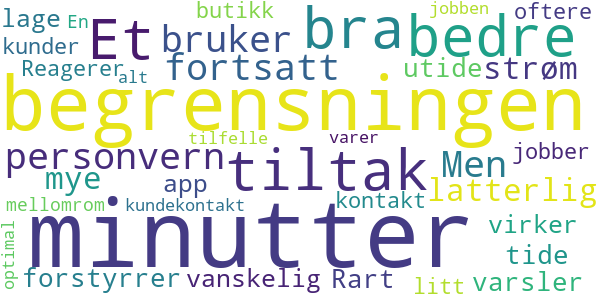 lage En butikk jobben oftere
kunder Et bruker bra bedre
Reagerer alt fortsatt utide strøm
begrensningen
tilfelle varer
personvern tiltak Men jobber
mye app latterlig
mellomrom kundekontakt kontakt
minutter virker
optimal tide
forstyrrer vanskelig Rart litt varsler